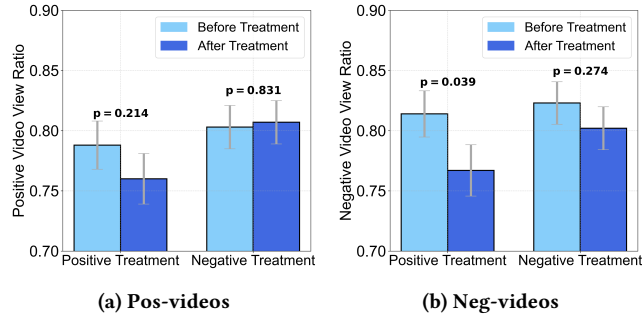 0.90
0.85
0.80
0.75
0.70
Positive Video View Ratio
Before Treatment
After Treatment
p = 0.214
p = 0.831
Positive Treatment
Negative Treatment
(a) Pos-videos
0.90
0.85
0.80
0.75
0.70
Negative Video View Ratio
Before Treatment
After Treatment
p = 0.039
p = 0.274
Positive Treatment
Negative Treatment
(b) Neg-videos